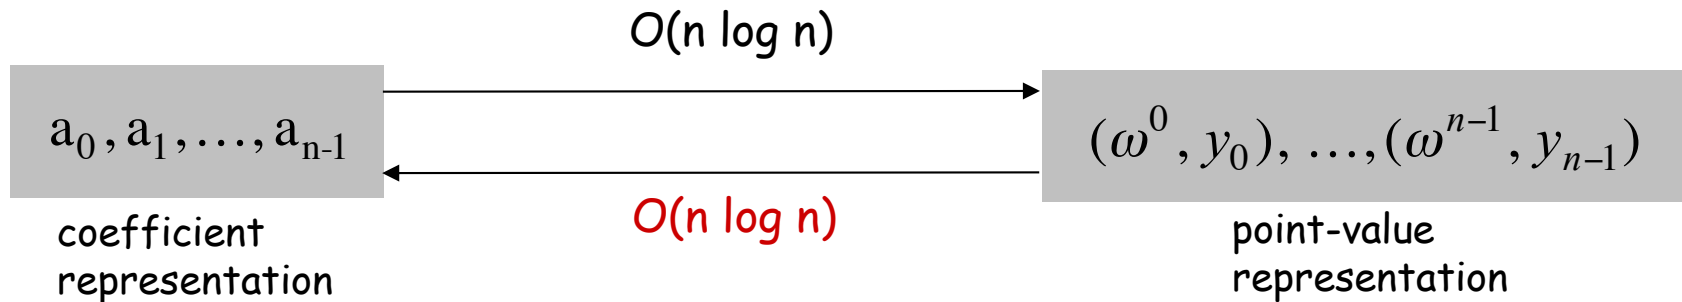 O(n log n)
a₀, a₁, ..., aₙ₋₁
(ω⁰, y₀), ..., (ωⁿ⁻¹, yₙ₋₁)
O(n log n)
coefficient
representation
point-value
representation